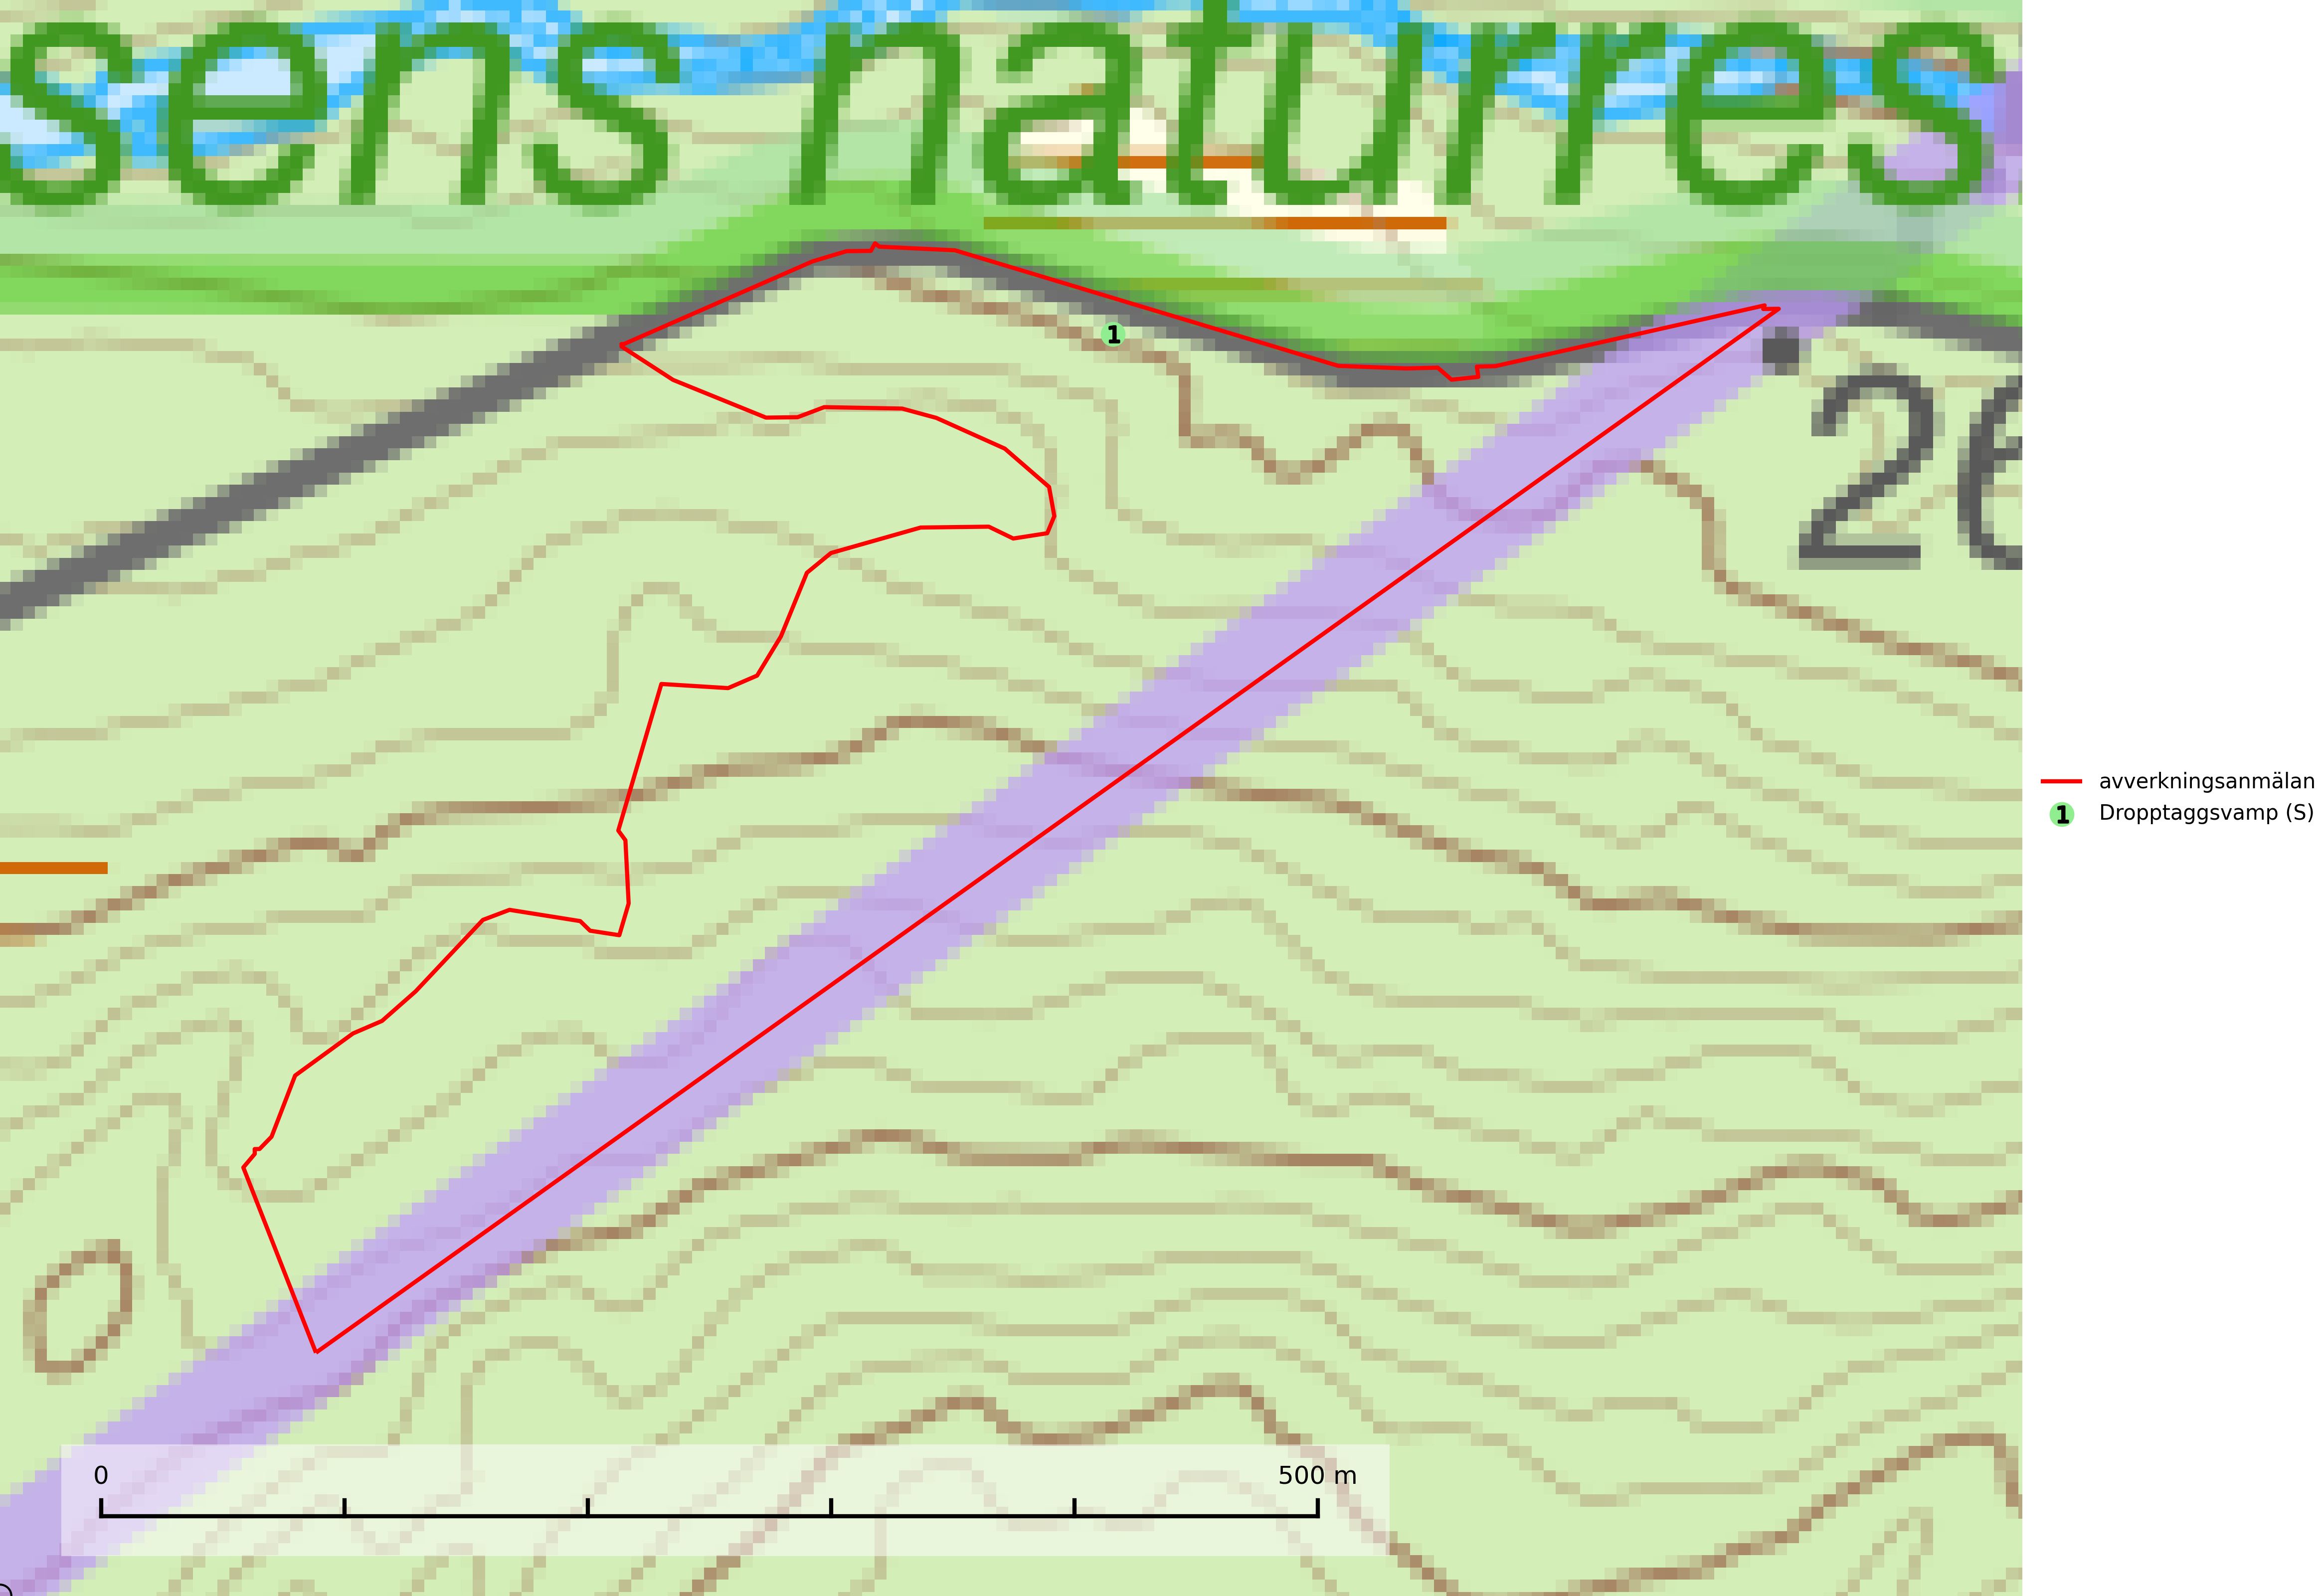 sens naturres
26
avverkningsanmälan
1 Dropptaggsvamp (S)
1
0 500 m